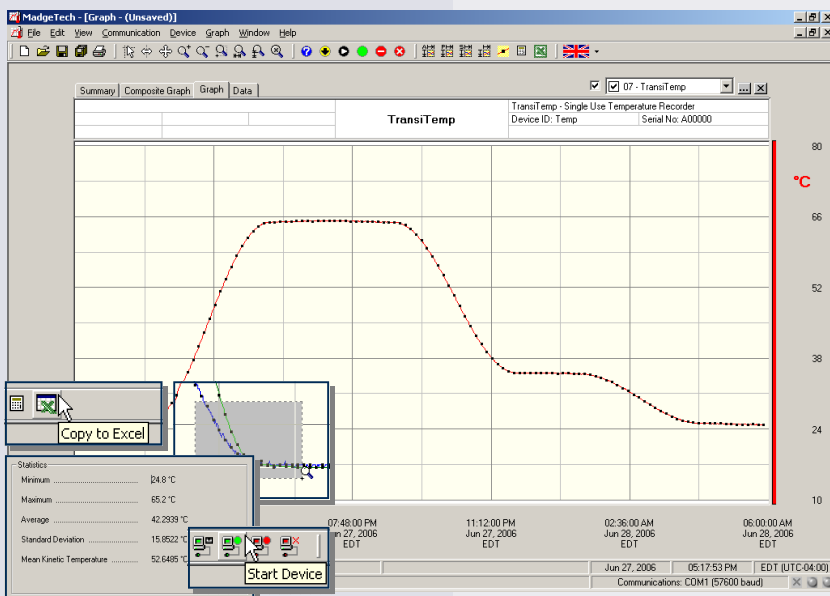 MadgeTech - [Graph - (Unsaved)]
File Edit View Communication Device Graph Window Help
Summary Composite Graph Graph Data
07 - TransiTemp
TransiTemp
TransiTemp - Single Use Temperature Recorder
Device ID: Temp Serial No: A00000
80
°C
66
52
38
24
10
Copy to Excel
Statistics
Minimum 24.8 °C
Maximum 65.2 °C
Average 42.2939 °C
Standard Deviation 15.8522 °C
Mean Kinetic Temperature 52.6485 °C
Start Device
07:48:00 PM
Jun 27, 2006
EDT
11:12:00 PM
Jun 27, 2006
EDT
02:36:00 AM
Jun 28, 2006
EDT
06:00:00 AM
Jun 28, 2006
EDT
Jun 27, 2006 05:17:53 PM EDT (UTC-04:00)
Communications: COM1 (57600 baud)